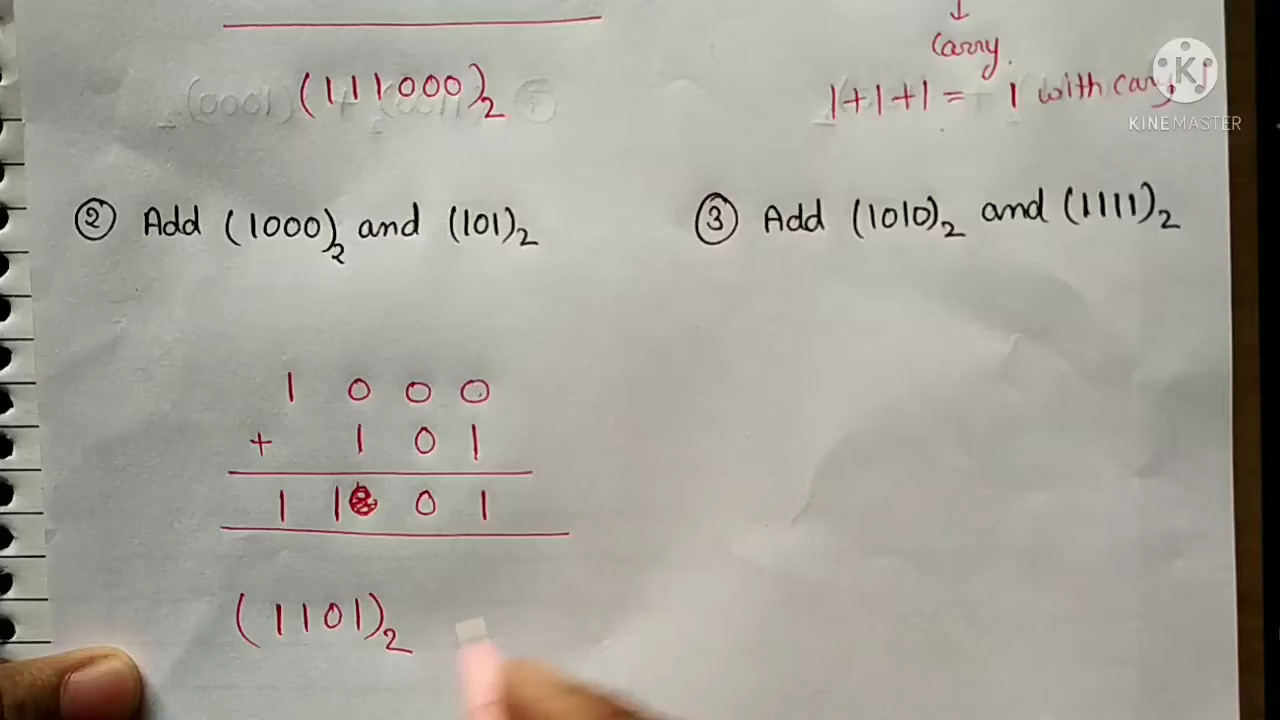 Carry.
(111000)2
1+1+1 = 1 with carry 1
K
KINEMASTER
② Add (1000)2 and (101)2
③ Add (1010)2 and (1111)2
1 0 0 0
+ 1 0 1
1 1 0 1
(1101)2